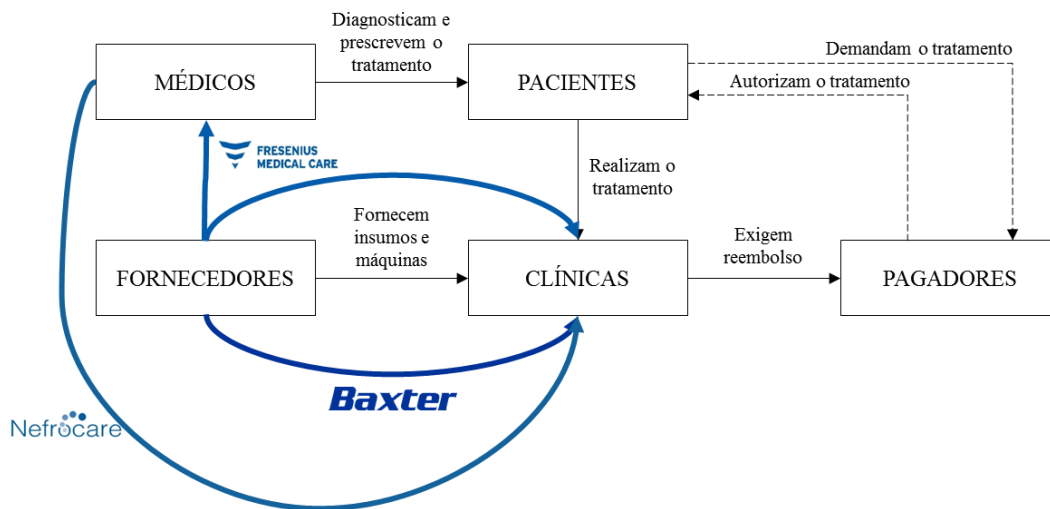 Diagnosticam e
prescrevem o
tratamento
MÉDICOS
PACIENTES
Demandam o tratamento
Autorizam o tratamento
FRESENIUS
MEDICAL CARE
Realizam o
tratamento
Fornecem
insumos e
máquinas
Exigem
reembolso
FORNECEDORES
CLÍNICAS
PAGADORES
Baxter
Nefrocare